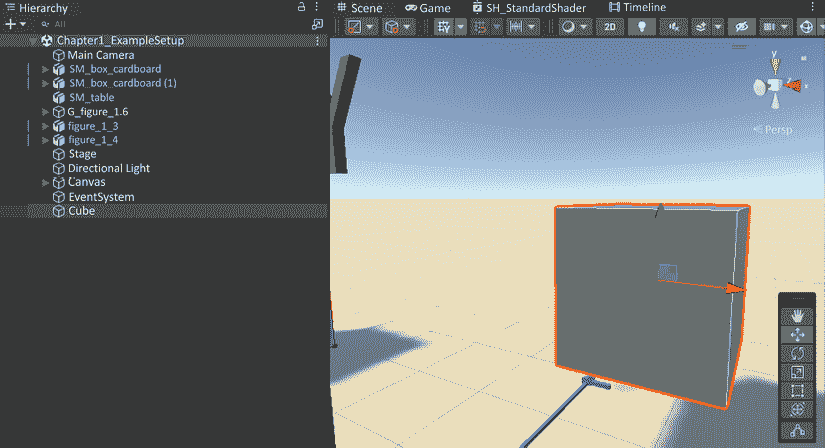 Hierarchy
All
Chapter1_ExampleSetup
Main Camera
SM_box_cardboard
SM_box_cardboard (1)
SM_table
G_figure_1.6
figure_1_3
figure_1_4
Stage
Directional Light
Canvas
EventSystem
Cube
Scene
Game
SH_StandardShader
Timeline
2D
y
x
z
Persp